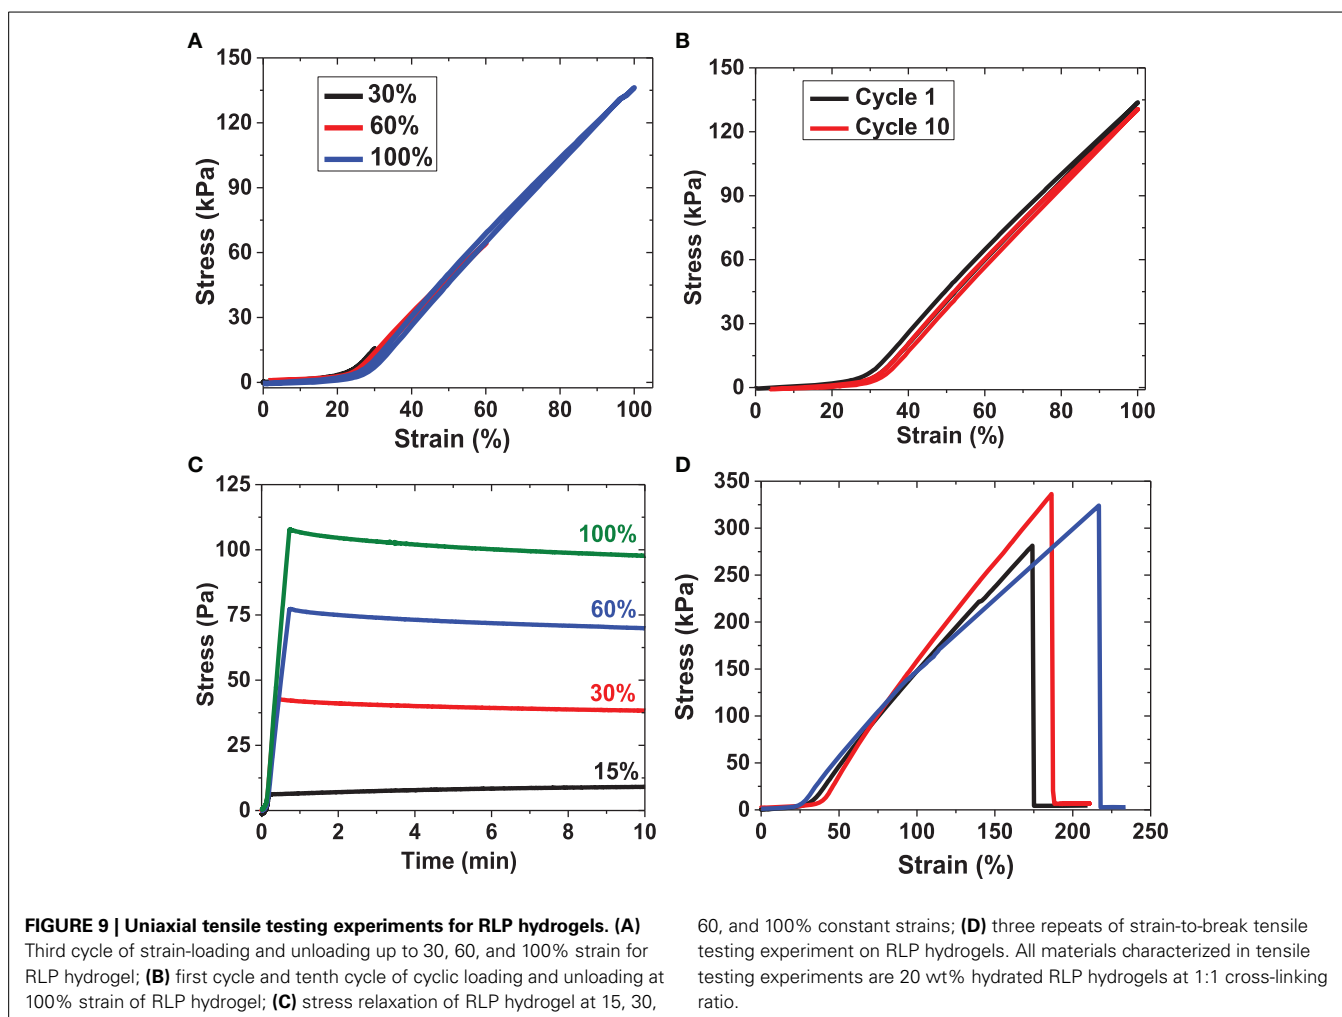 A
150
120
90
60
30
0
Stress (kPa)
30%
60%
100%
0 20 40 60 80 100
Strain (%)
B
150
120
90
60
30
0
Stress (kPa)
Cycle 1
Cycle 10
0 20 40 60 80 100
Strain (%)
C
125
100
75
50
25
0
Stress (Pa)
100%
60%
30%
15%
0 2 4 6 8 10
Time (min)
D
350
300
250
200
150
100
50
0
Stress (kPa)
0 50 100 150 200 250
Strain (%)
FIGURE 9 | Uniaxial tensile testing experiments for RLP hydrogels. (A)
Third cycle of strain-loading and unloading up to 30, 60, and 100% strain for
RLP hydrogel; (B) first cycle and tenth cycle of cyclic loading and unloading at
100% strain of RLP hydrogel; (C) stress relaxation of RLP hydrogel at 15, 30,
60, and 100% constant strains; (D) three repeats of strain-to-break tensile
testing experiment on RLP hydrogels. All materials characterized in tensile
testing experiments are 20 wt% hydrated RLP hydrogels at 1:1 cross-linking
ratio.